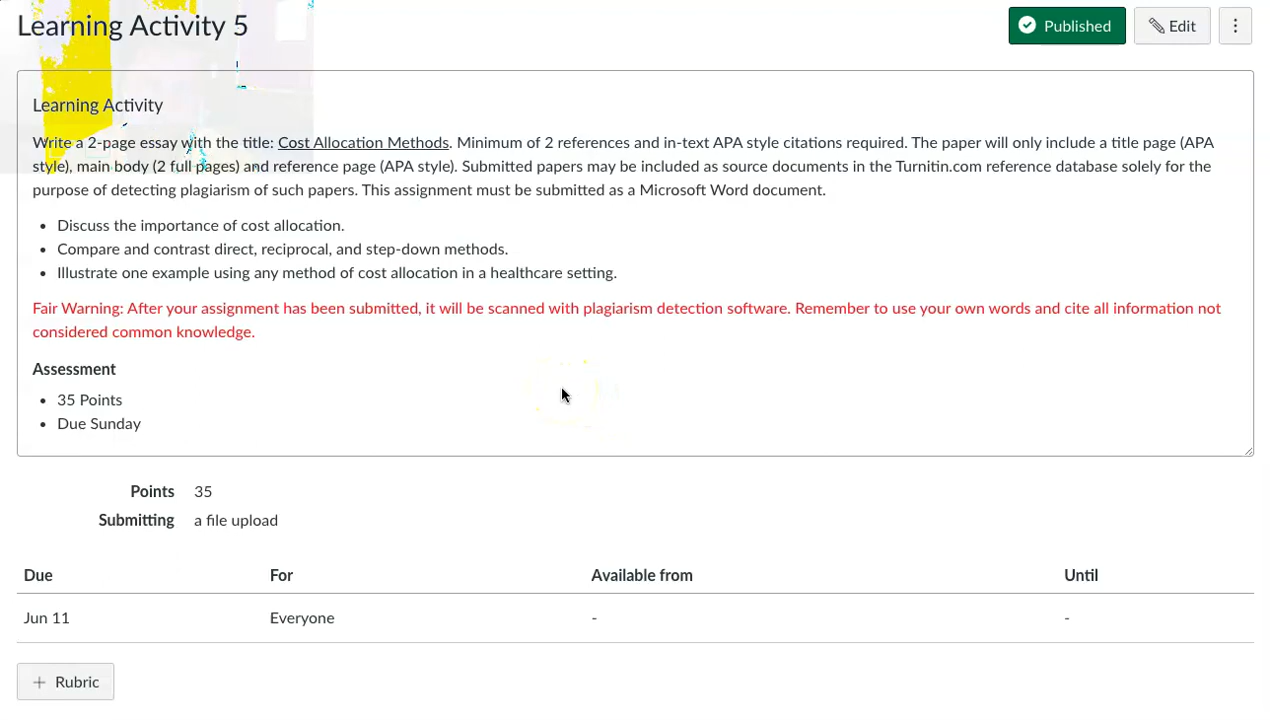 Learning Activity 5
Published
Edit
Learning Activity
Write a 2-page essay with the title: Cost Allocation Methods. Minimum of 2 references and in-text APA style citations required. The paper will only include a title page (APA
style), main body (2 full pages) and reference page (APA style). Submitted papers may be included as source documents in the Turnitin.com reference database solely for the
purpose of detecting plagiarism of such papers. This assignment must be submitted as a Microsoft Word document.
• Discuss the importance of cost allocation.
• Compare and contrast direct, reciprocal, and step-down methods.
• Illustrate one example using any method of cost allocation in a healthcare setting.
Fair Warning: After your assignment has been submitted, it will be scanned with plagiarism detection software. Remember to use your own words and cite all information not
considered common knowledge.
Assessment
• 35 Points
• Due Sunday
Points 35
Submitting a file upload
Due For Available from Until
Jun 11 Everyone - -
+ Rubric